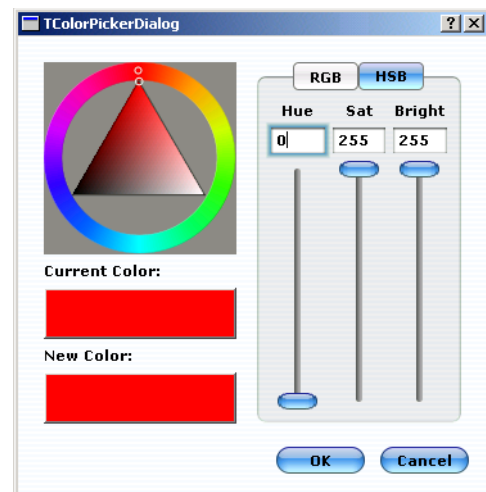 TColorPickerDialog
RGB HSB
Hue Sat Bright
0 255 255
Current Color:
New Color:
OK Cancel